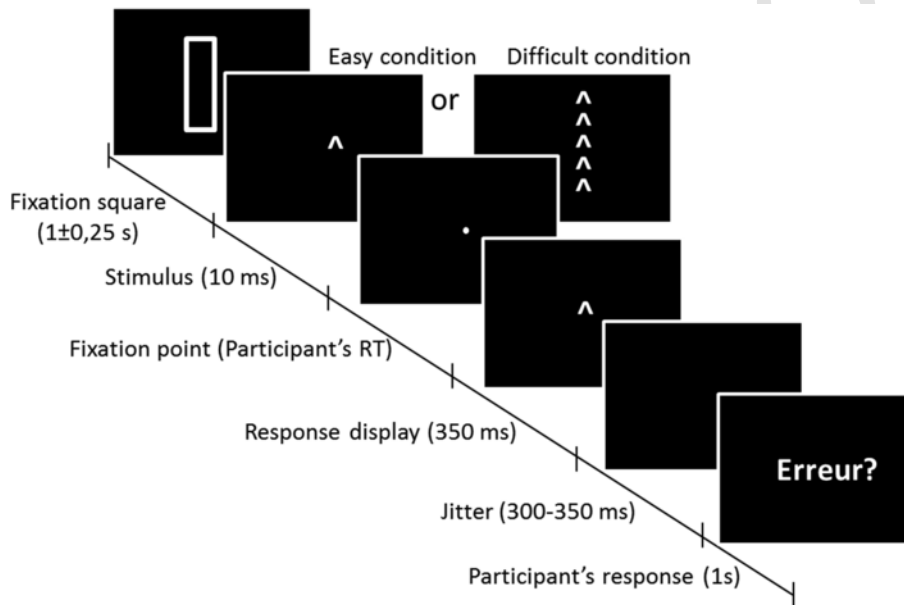 Easy condition
or
Difficult condition
^
^
^
^
^
^
^
Erreur?
Fixation square
(1±0,25 s)
Stimulus (10 ms)
Fixation point (Participant's RT)
Response display (350 ms)
Jitter (300-350 ms)
Participant's response (1s)